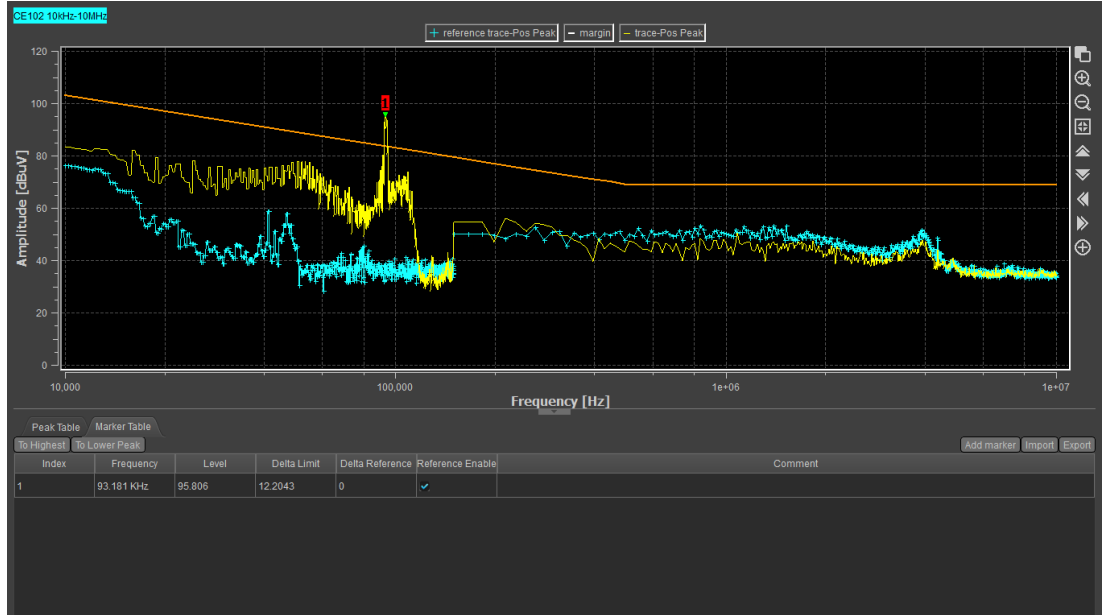 CE102 10kHz-10MHz
reference trace-Pos Peak margin trace-Pos Peak
120
100
80
60
40
20
0
Amplitude [dBuV]
1
10,000 100,000 1e+06 1e+07
Frequency [Hz]
Peak Table Marker Table
To Highest To Lower Peak Add marker Import Export
Index Frequency Level Delta Limit Delta Reference Reference Enable Comment
1 93.181 KHz 95.806 12.2043 0